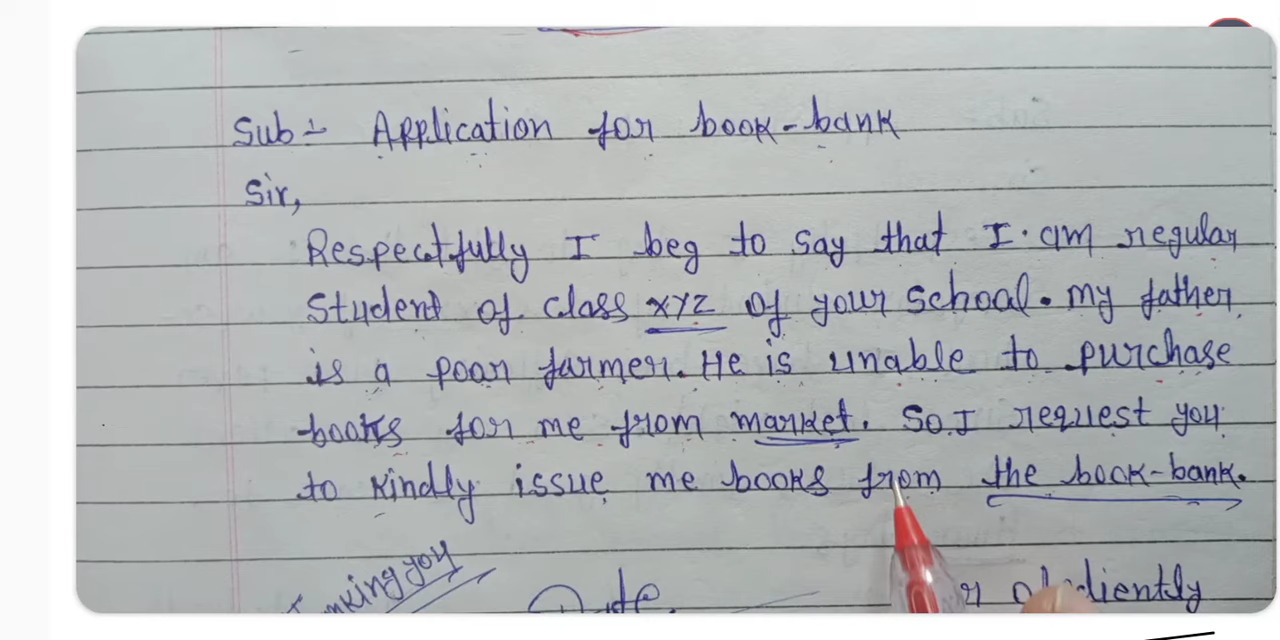 Sub:- Application for book-bank
Sir,
Respectfully I beg to say that I am regular
Student of class XYZ of your School. my father
is a poor farmer. He is unable to purchase
books for me from market. So I request you
to kindly issue me books from the book-bank.
Date
obediently